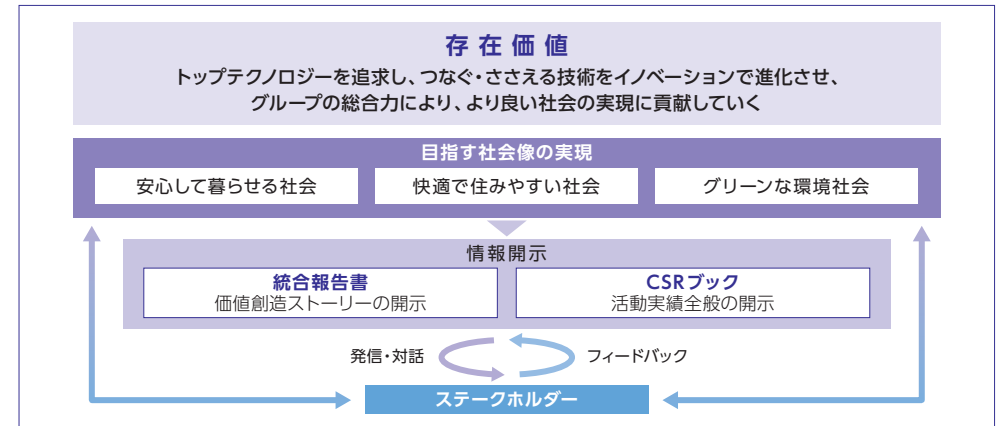 存在価値
トップテクノロジーを追求し、つなぐ・ささえる技術をイノベーションで進化させ、
グループの総合力により、より良い社会の実現に貢献していく
目指す社会像の実現
安心して暮らせる社会
快適で住みやすい社会
グリーンな環境社会
情報開示
統合報告書
価値創造ストーリーの開示
CSRブック
活動実績全般の開示
発信・対話
フィードバック
ステークホルダー